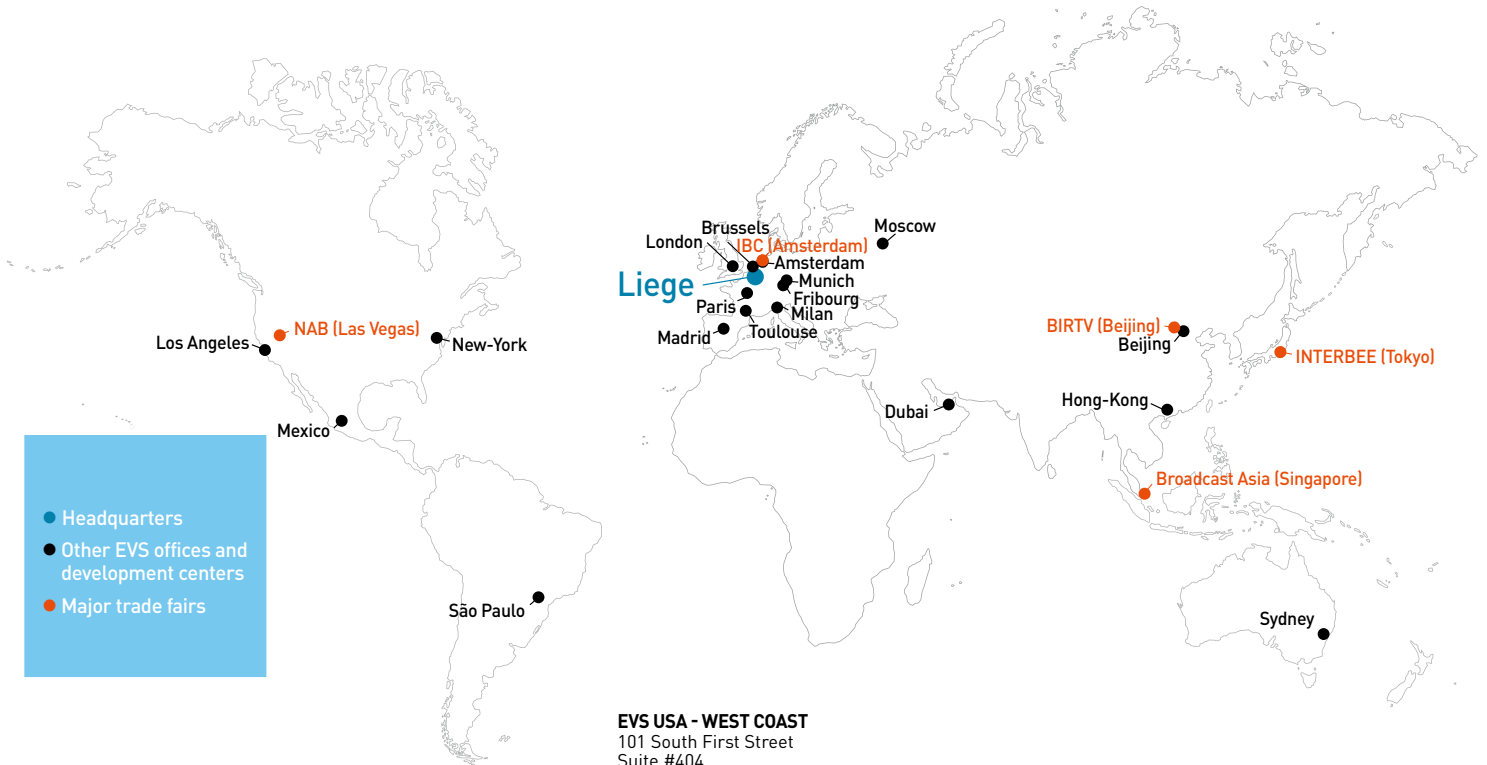 Brussels
Moscow
London
IBC (Amsterdam)
Amsterdam
Liege
Munich
Fribourg
Paris
Milan
Madrid
Toulouse
NAB (Las Vegas)
Los Angeles
New-York
Mexico
BIRTV (Beijing)
Beijing
INTERBEE (Tokyo)
Hong-Kong
Dubai
Broadcast Asia (Singapore)
São Paulo
Sydney
Headquarters
Other EVS offices and
development centers
Major trade fairs
EVS USA - WEST COAST
101 South First Street
Suite #404